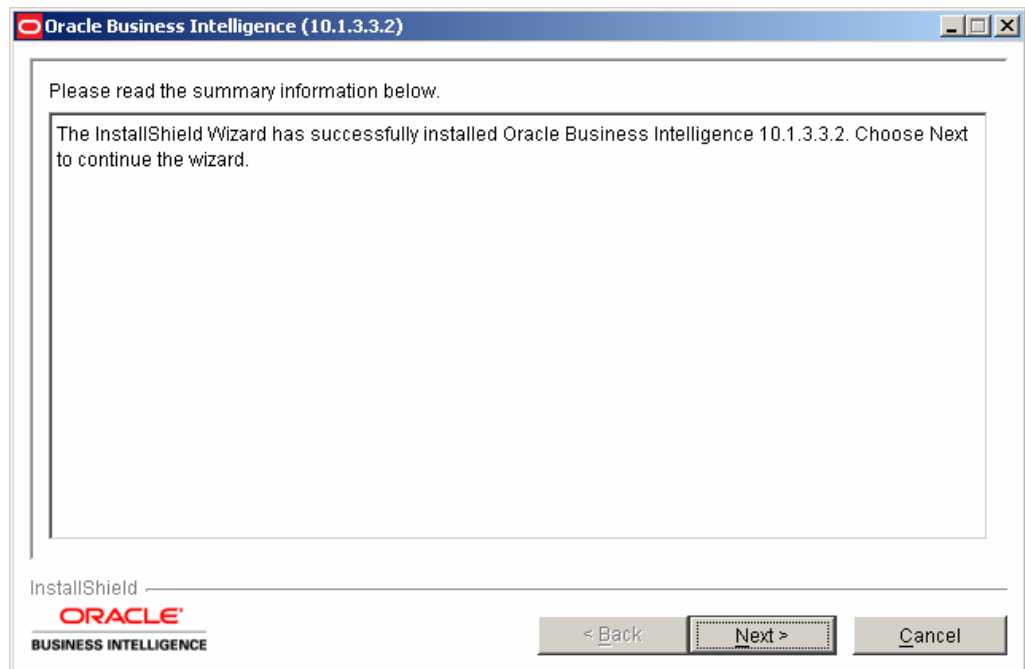 Oracle Business Intelligence (10.1.3.3.2)
Please read the summary information below.
The InstallShield Wizard has successfully installed Oracle Business Intelligence 10.1.3.3.2. Choose Next
to continue the wizard.
InstallShield
ORACLE
BUSINESS INTELLIGENCE
< Back
Next >
Cancel